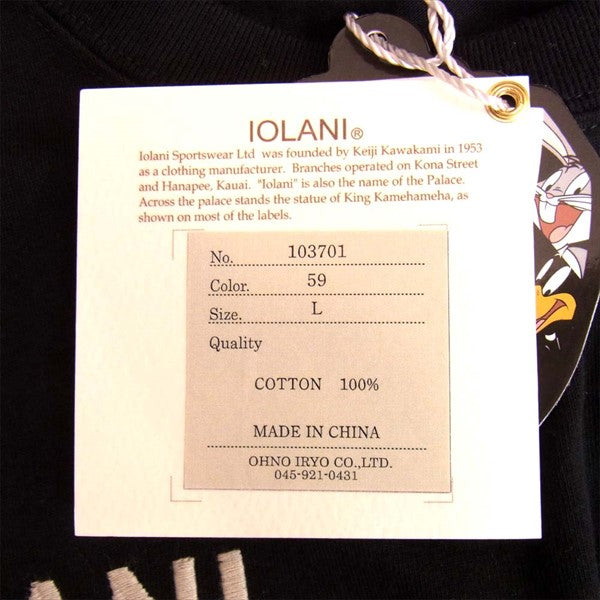 IOLANI®
Iolani Sportswear Ltd was founded by Keiji Kawakami in 1953
as a clothing manufacturer. Branches operated on Kona Street
and Hanapee, Kauai. "Iolani" is also the name of the Palace.
Across the palace stands the statue of King Kamehameha, as
shown on most of the labels.
No. 103701
Color. 59
Size. L
Quality
COTTON 100%
MADE IN CHINA
OHNO IRYO CO.,LTD.
045-921-0431
ANI